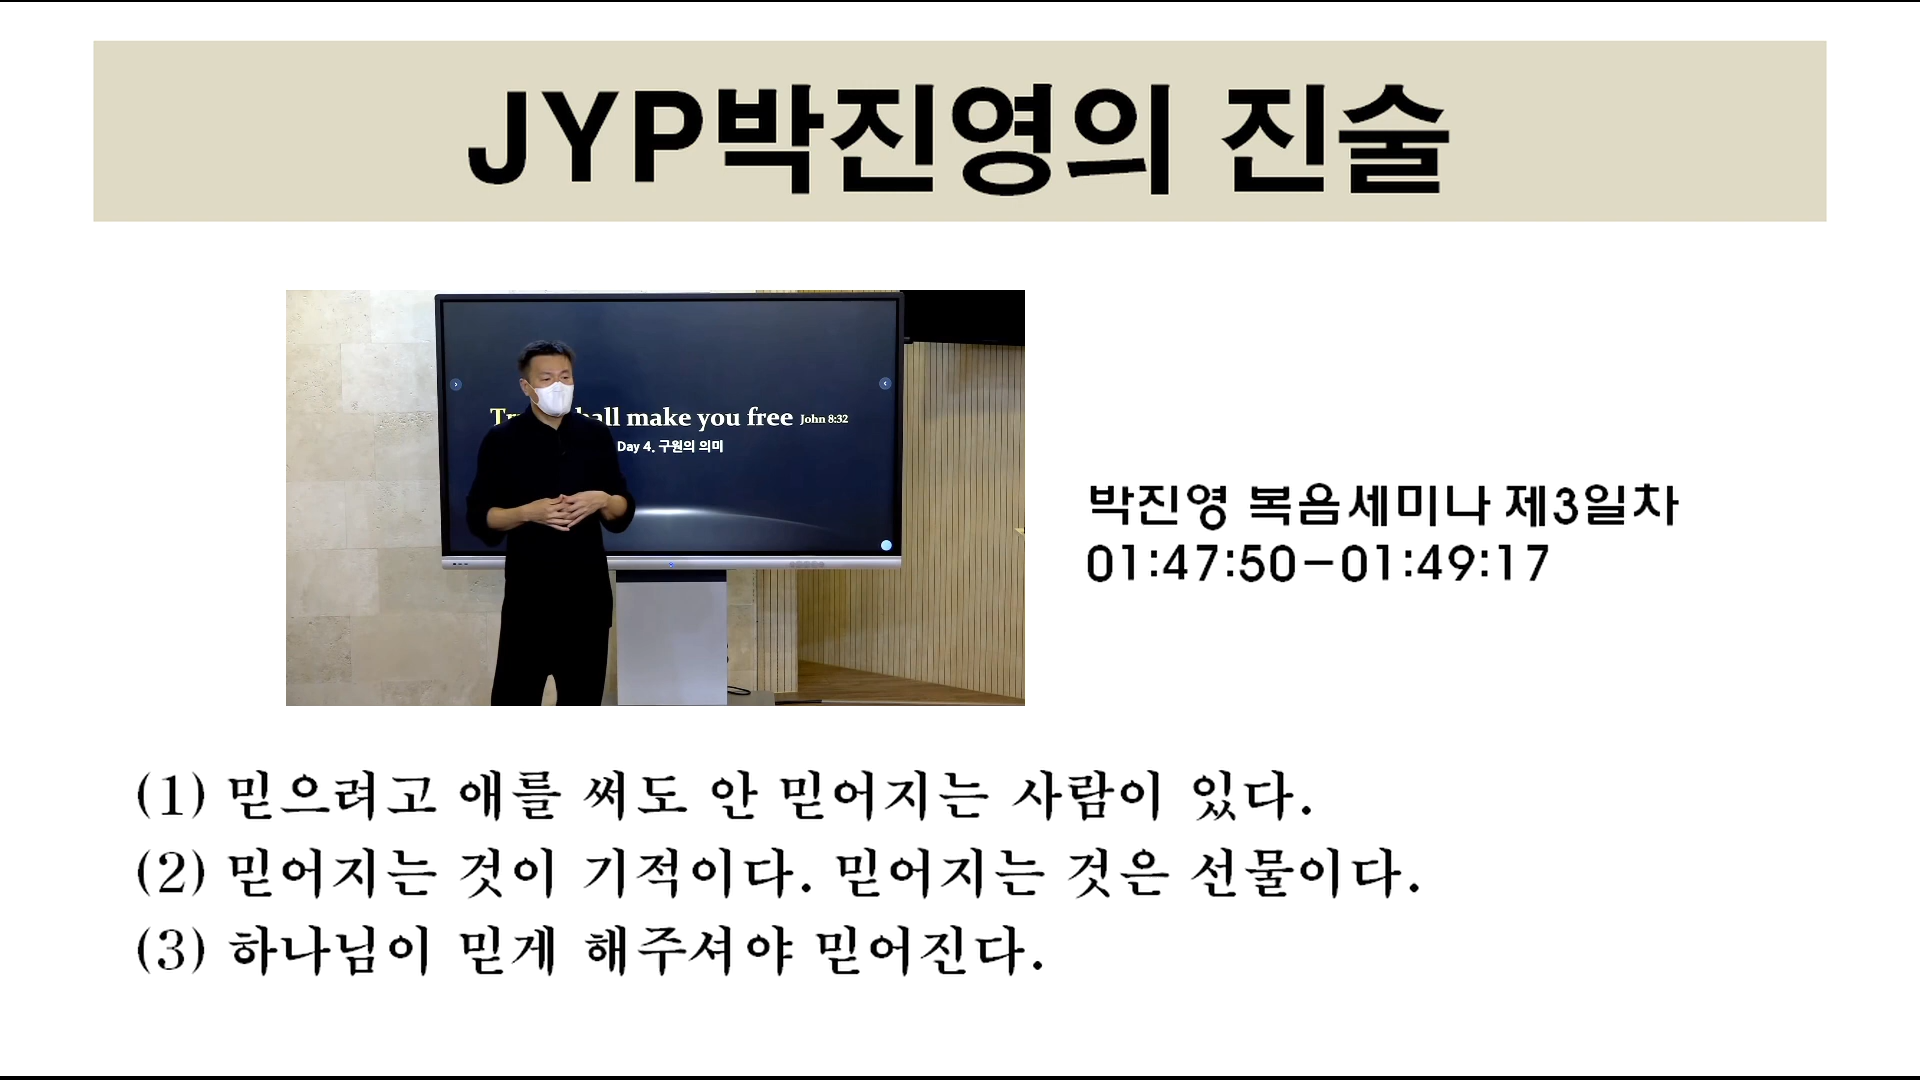 JYP박진영의 진술
make you free John 8:32
Day 4. 구원의 의미
박진영 복음세미나 제3일차
01:47:50-01:49:17
(1) 믿으려고 애를 써도 안 믿어지는 사람이 있다.
(2) 믿어지는 것이 기적이다. 믿어지는 것은 선물이다.
(3) 하나님이 믿게 해주셔야 믿어진다.